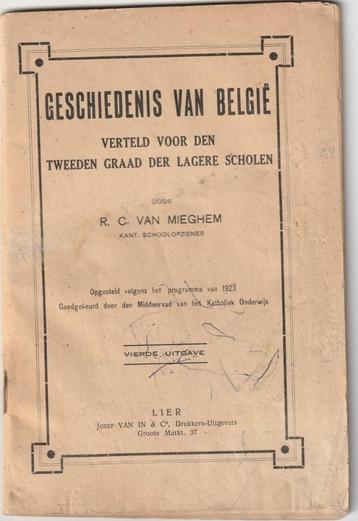 GESCHIEDENIS VAN BELGIË
VERTELD VOOR DEN
TWEEDEN GRAAD DER LAGERE SCHOLEN
DOOR
R. C. VAN MIEGHEM
KANT. SCHOOLOPZIENER
Opgesteld volgens het programma van 1923
Goedgekeurd door den Middenraad van het Katholiek Onderwijs
VIERDE UITGAVE
LIER
Jozef VAN IN & Cº, Drukkers-Uitgevers
Groote Markt, 37